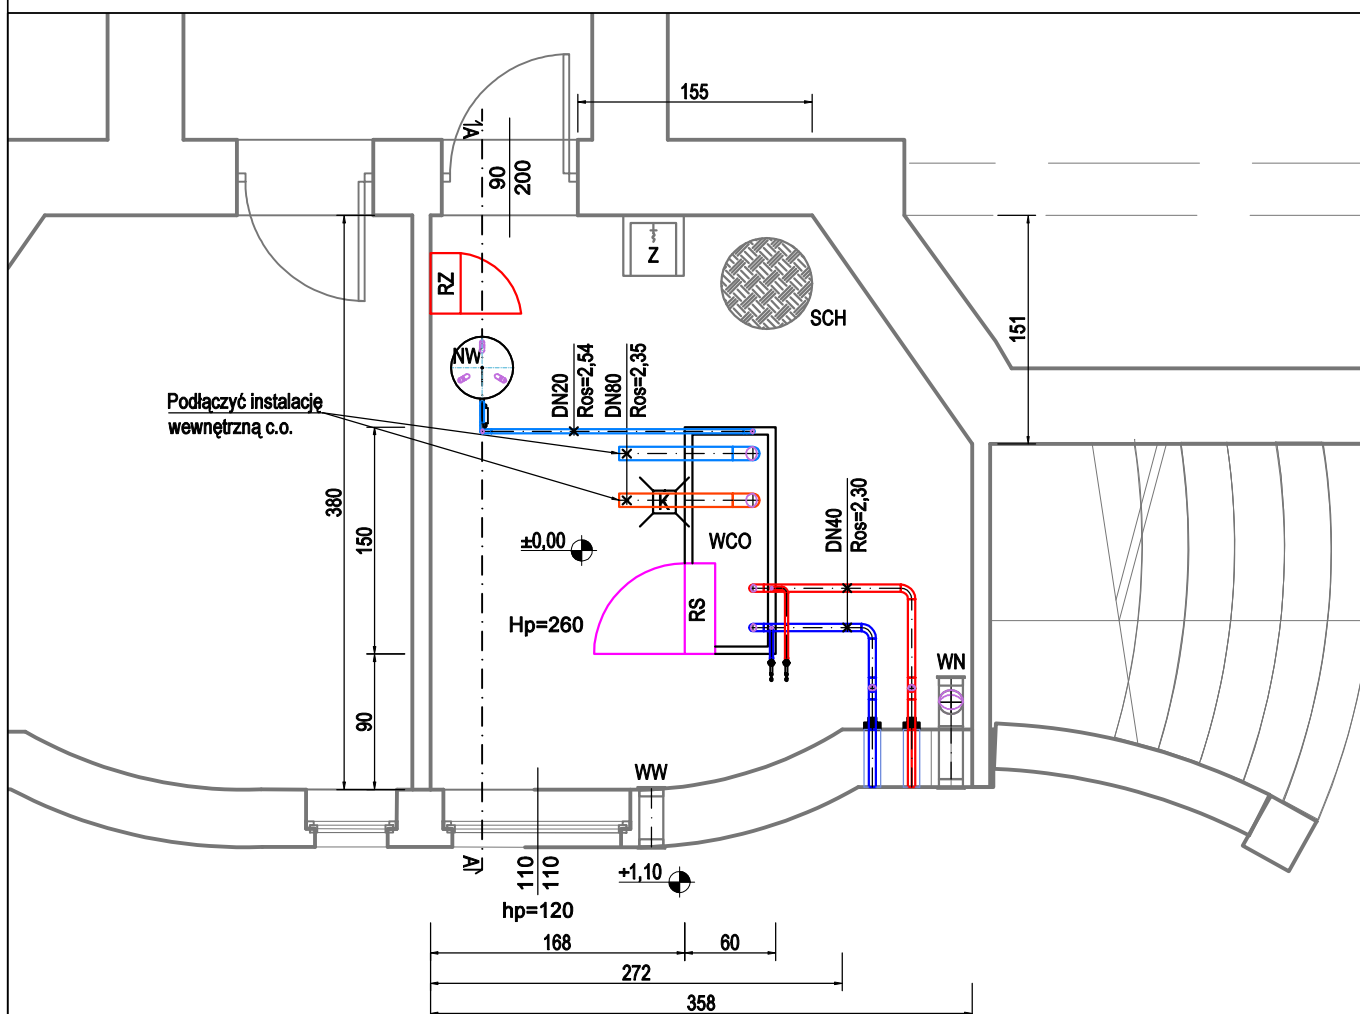 155
A
90
200
Z
RZ
SCH
151
NW
DN20
Ros=2,54
DN80
Ros=2,35
Podłączyć instalację
wewnętrzną c.o.
380
150
K
±0,00
WCO
DN40
Ros=2,30
RS
Hp=260
WN
90
WW
A
110
110
+1,10
hp=120
168
60
272
358